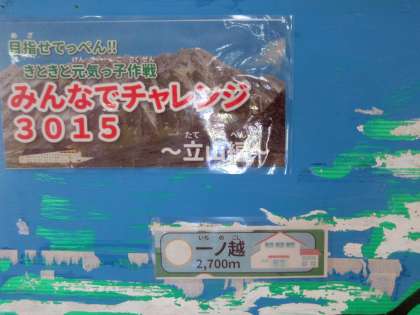 目指せてっぺん!!
きときと元気っ子作戦
みんなでチャレンジ
3015
～立山
一ノ越
2,700m